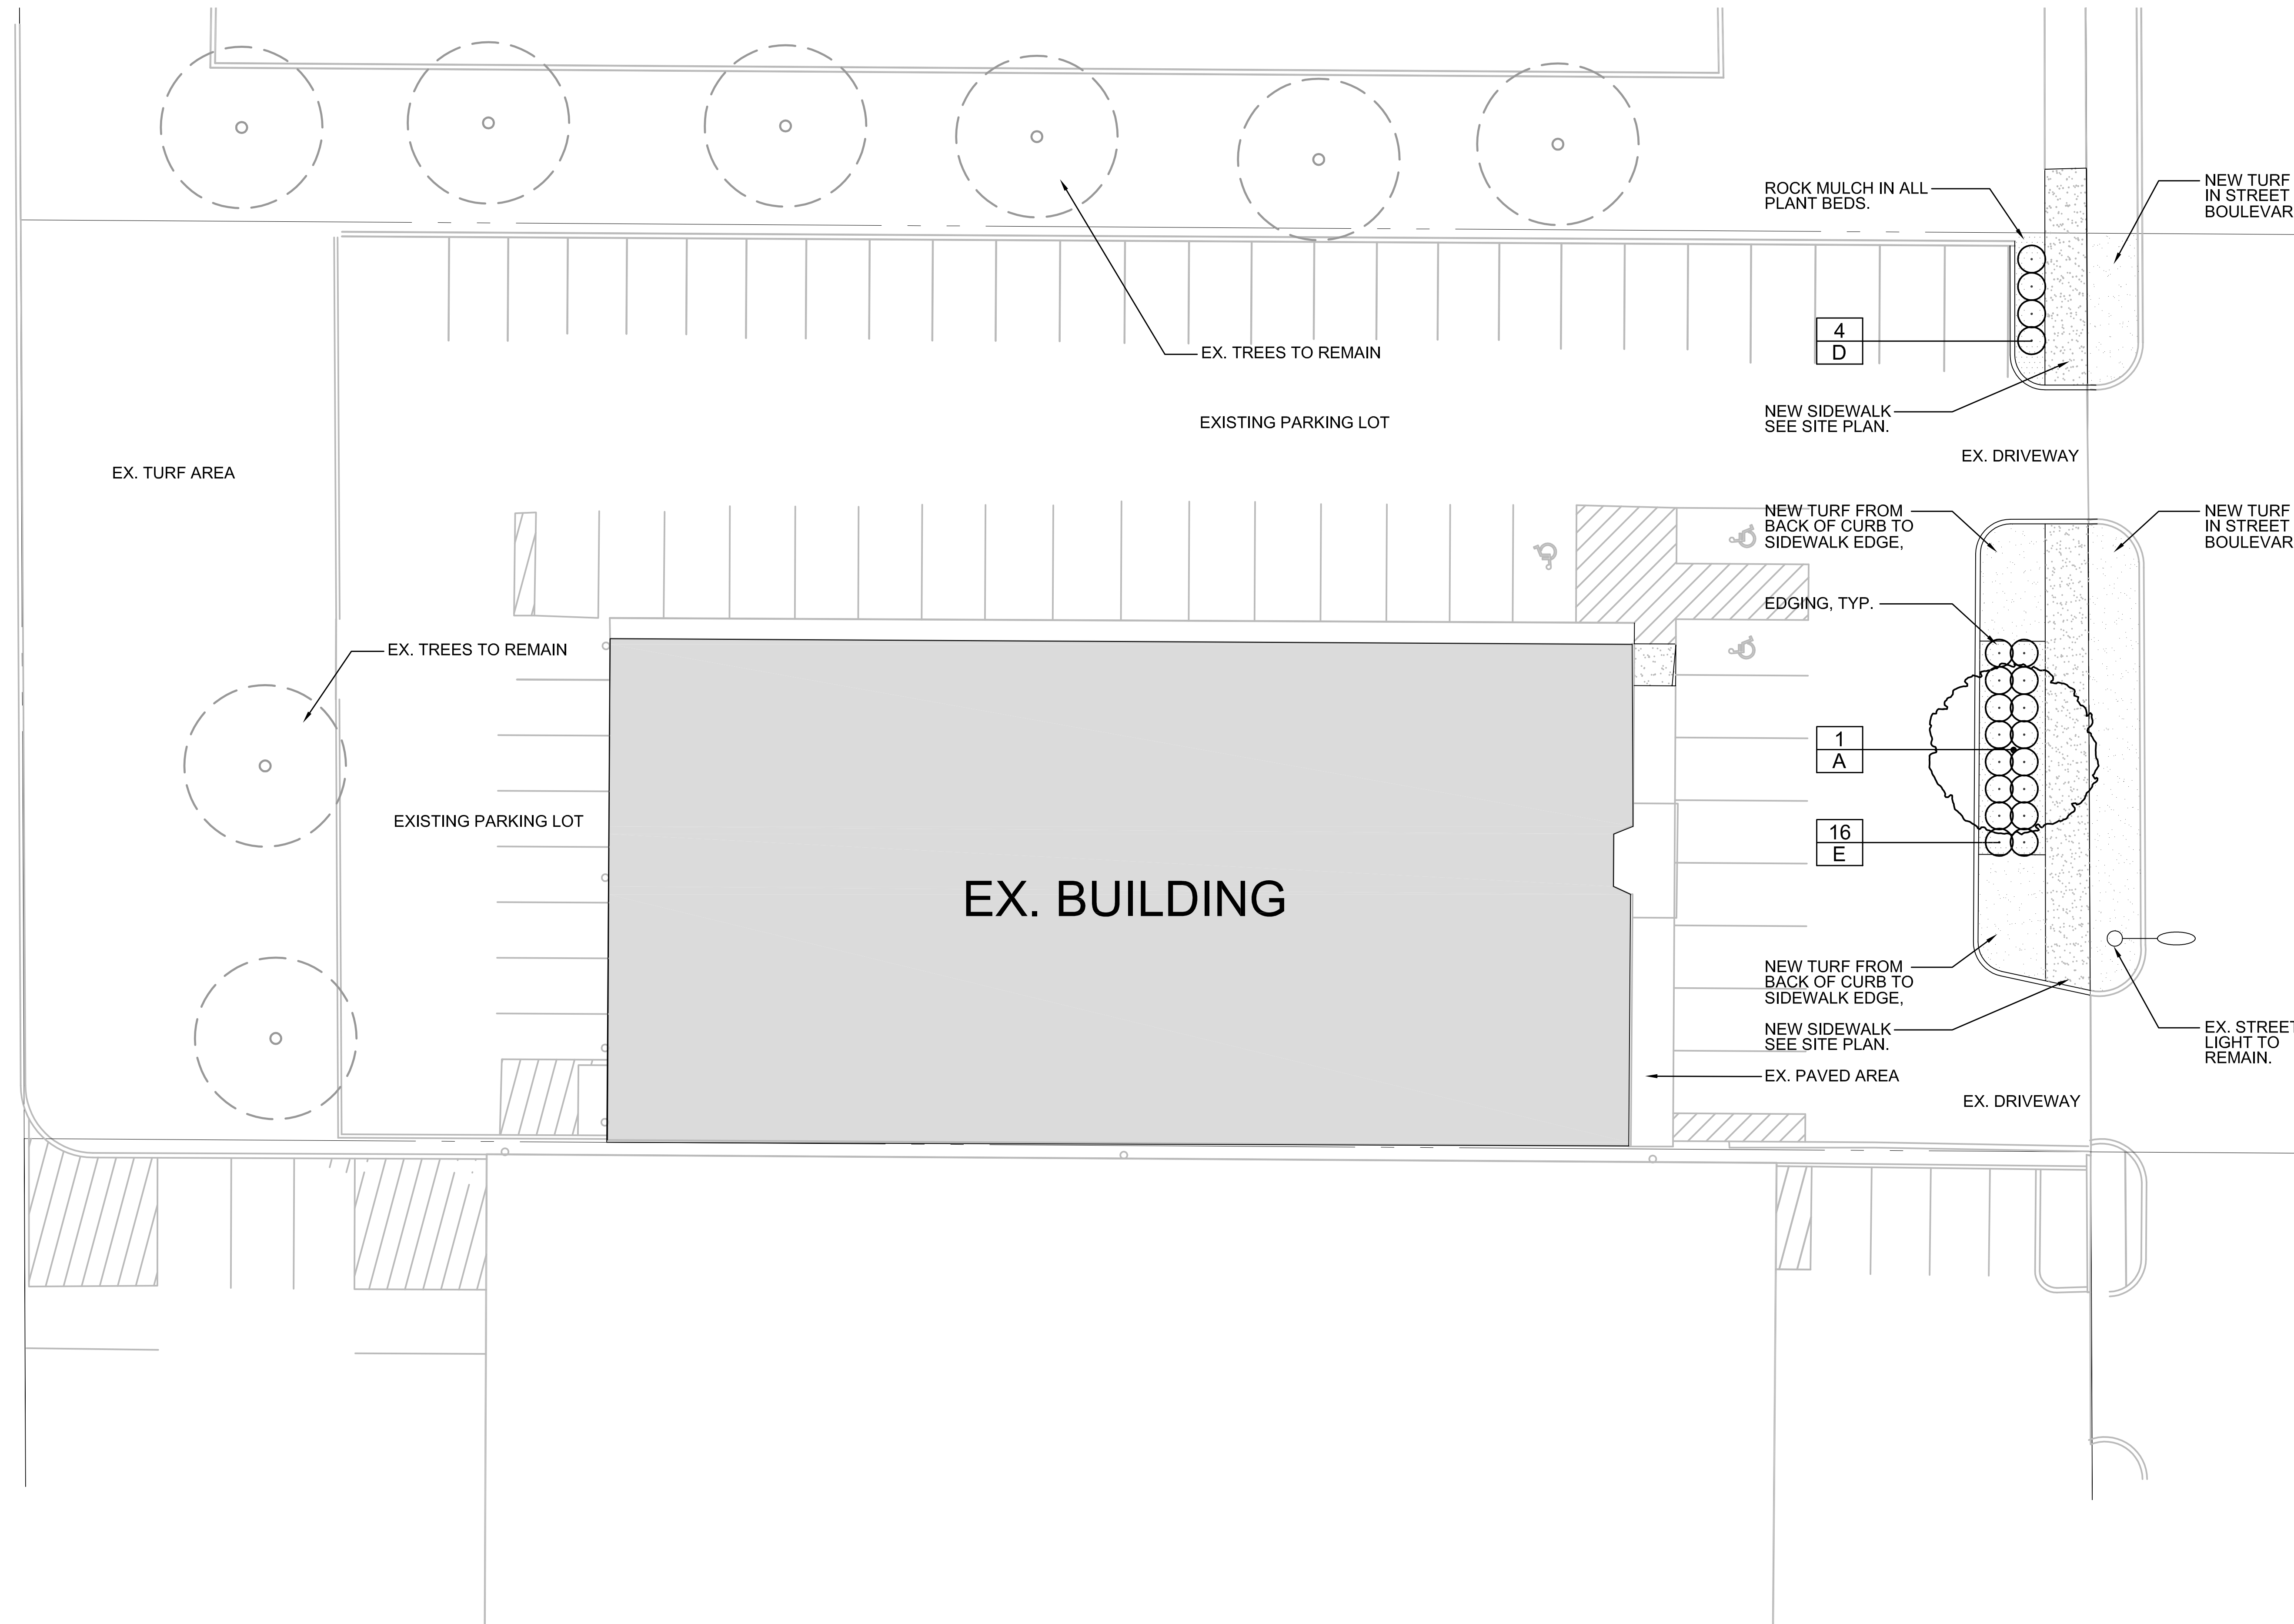 ROCK MULCH IN ALL
PLANT BEDS.
NEW TURF
IN STREET
BOULEVAR
EX. TREES TO REMAIN
4
D
EXISTING PARKING LOT
NEW SIDEWALK
SEE SITE PLAN.
EX. DRIVEWAY
EX. TURF AREA
NEW TURF FROM
BACK OF CURB TO
SIDEWALK EDGE,
NEW TURF
IN STREET
BOULEVAR
EDGING, TYP.
EX. TREES TO REMAIN
1
A
EXISTING PARKING LOT
16
E
EX. BUILDING
NEW TURF FROM
BACK OF CURB TO
SIDEWALK EDGE,
NEW SIDEWALK
SEE SITE PLAN.
EX. STREET
LIGHT TO
REMAIN.
EX. PAVED AREA
EX. DRIVEWAY